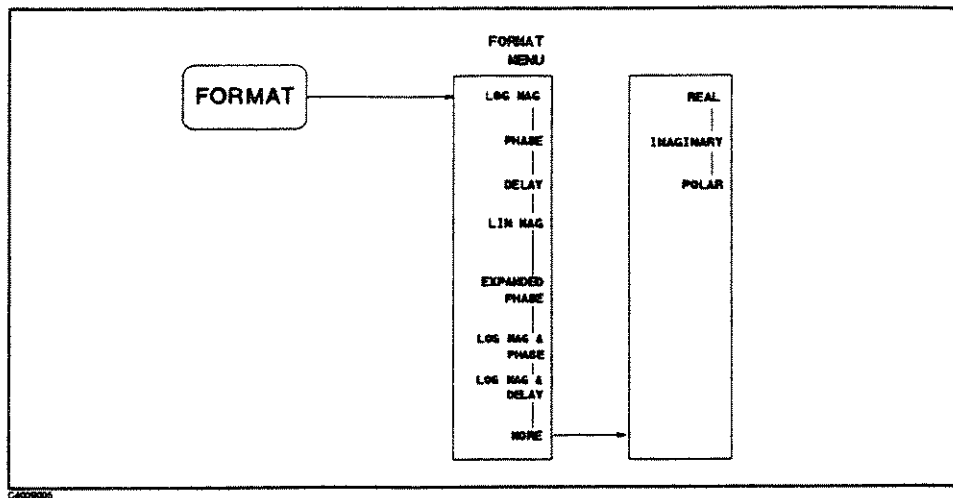 FORMAT
MENU
FORMAT
LOG MAG
PHASE
DELAY
LIN MAG
EXPANDED
PHASE
LOG MAG &
PHASE
LOG MAG &
DELAY
MORE
REAL
IMAGINARY
POLAR
C4009006